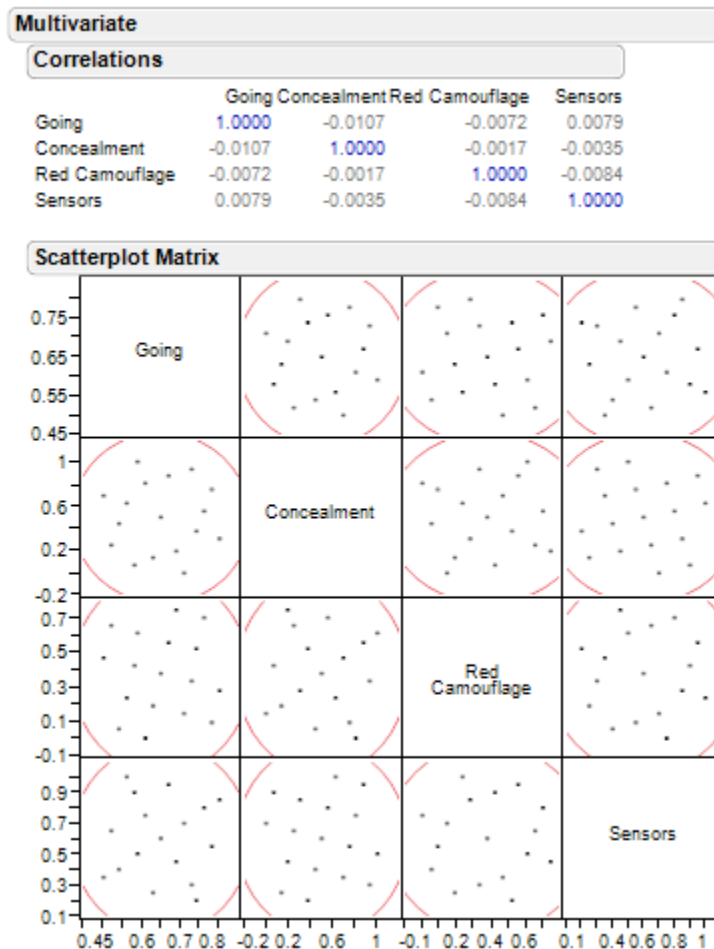 Multivariate
Correlations
Going Concealment Red Camouflage Sensors
Going 1.0000 -0.0107 -0.0072 0.0079
Concealment -0.0107 1.0000 -0.0017 -0.0035
Red Camouflage -0.0072 -0.0017 1.0000 -0.0084
Sensors 0.0079 -0.0035 -0.0084 1.0000
Scatterplot Matrix
0.75
0.65
0.55
0.45
Going
1
0.6
0.2
-0.2
Concealment
0.7
0.5
0.3
0.1
-0.1
Red
Camouflage
0.9
0.7
0.5
0.3
0.1
Sensors
0.45 0.6 0.7 0.8 -0.2 0.2 0.6 1 -0.1 0.2 0.4 0.6 0.1 0.4 0.6 0.8 1